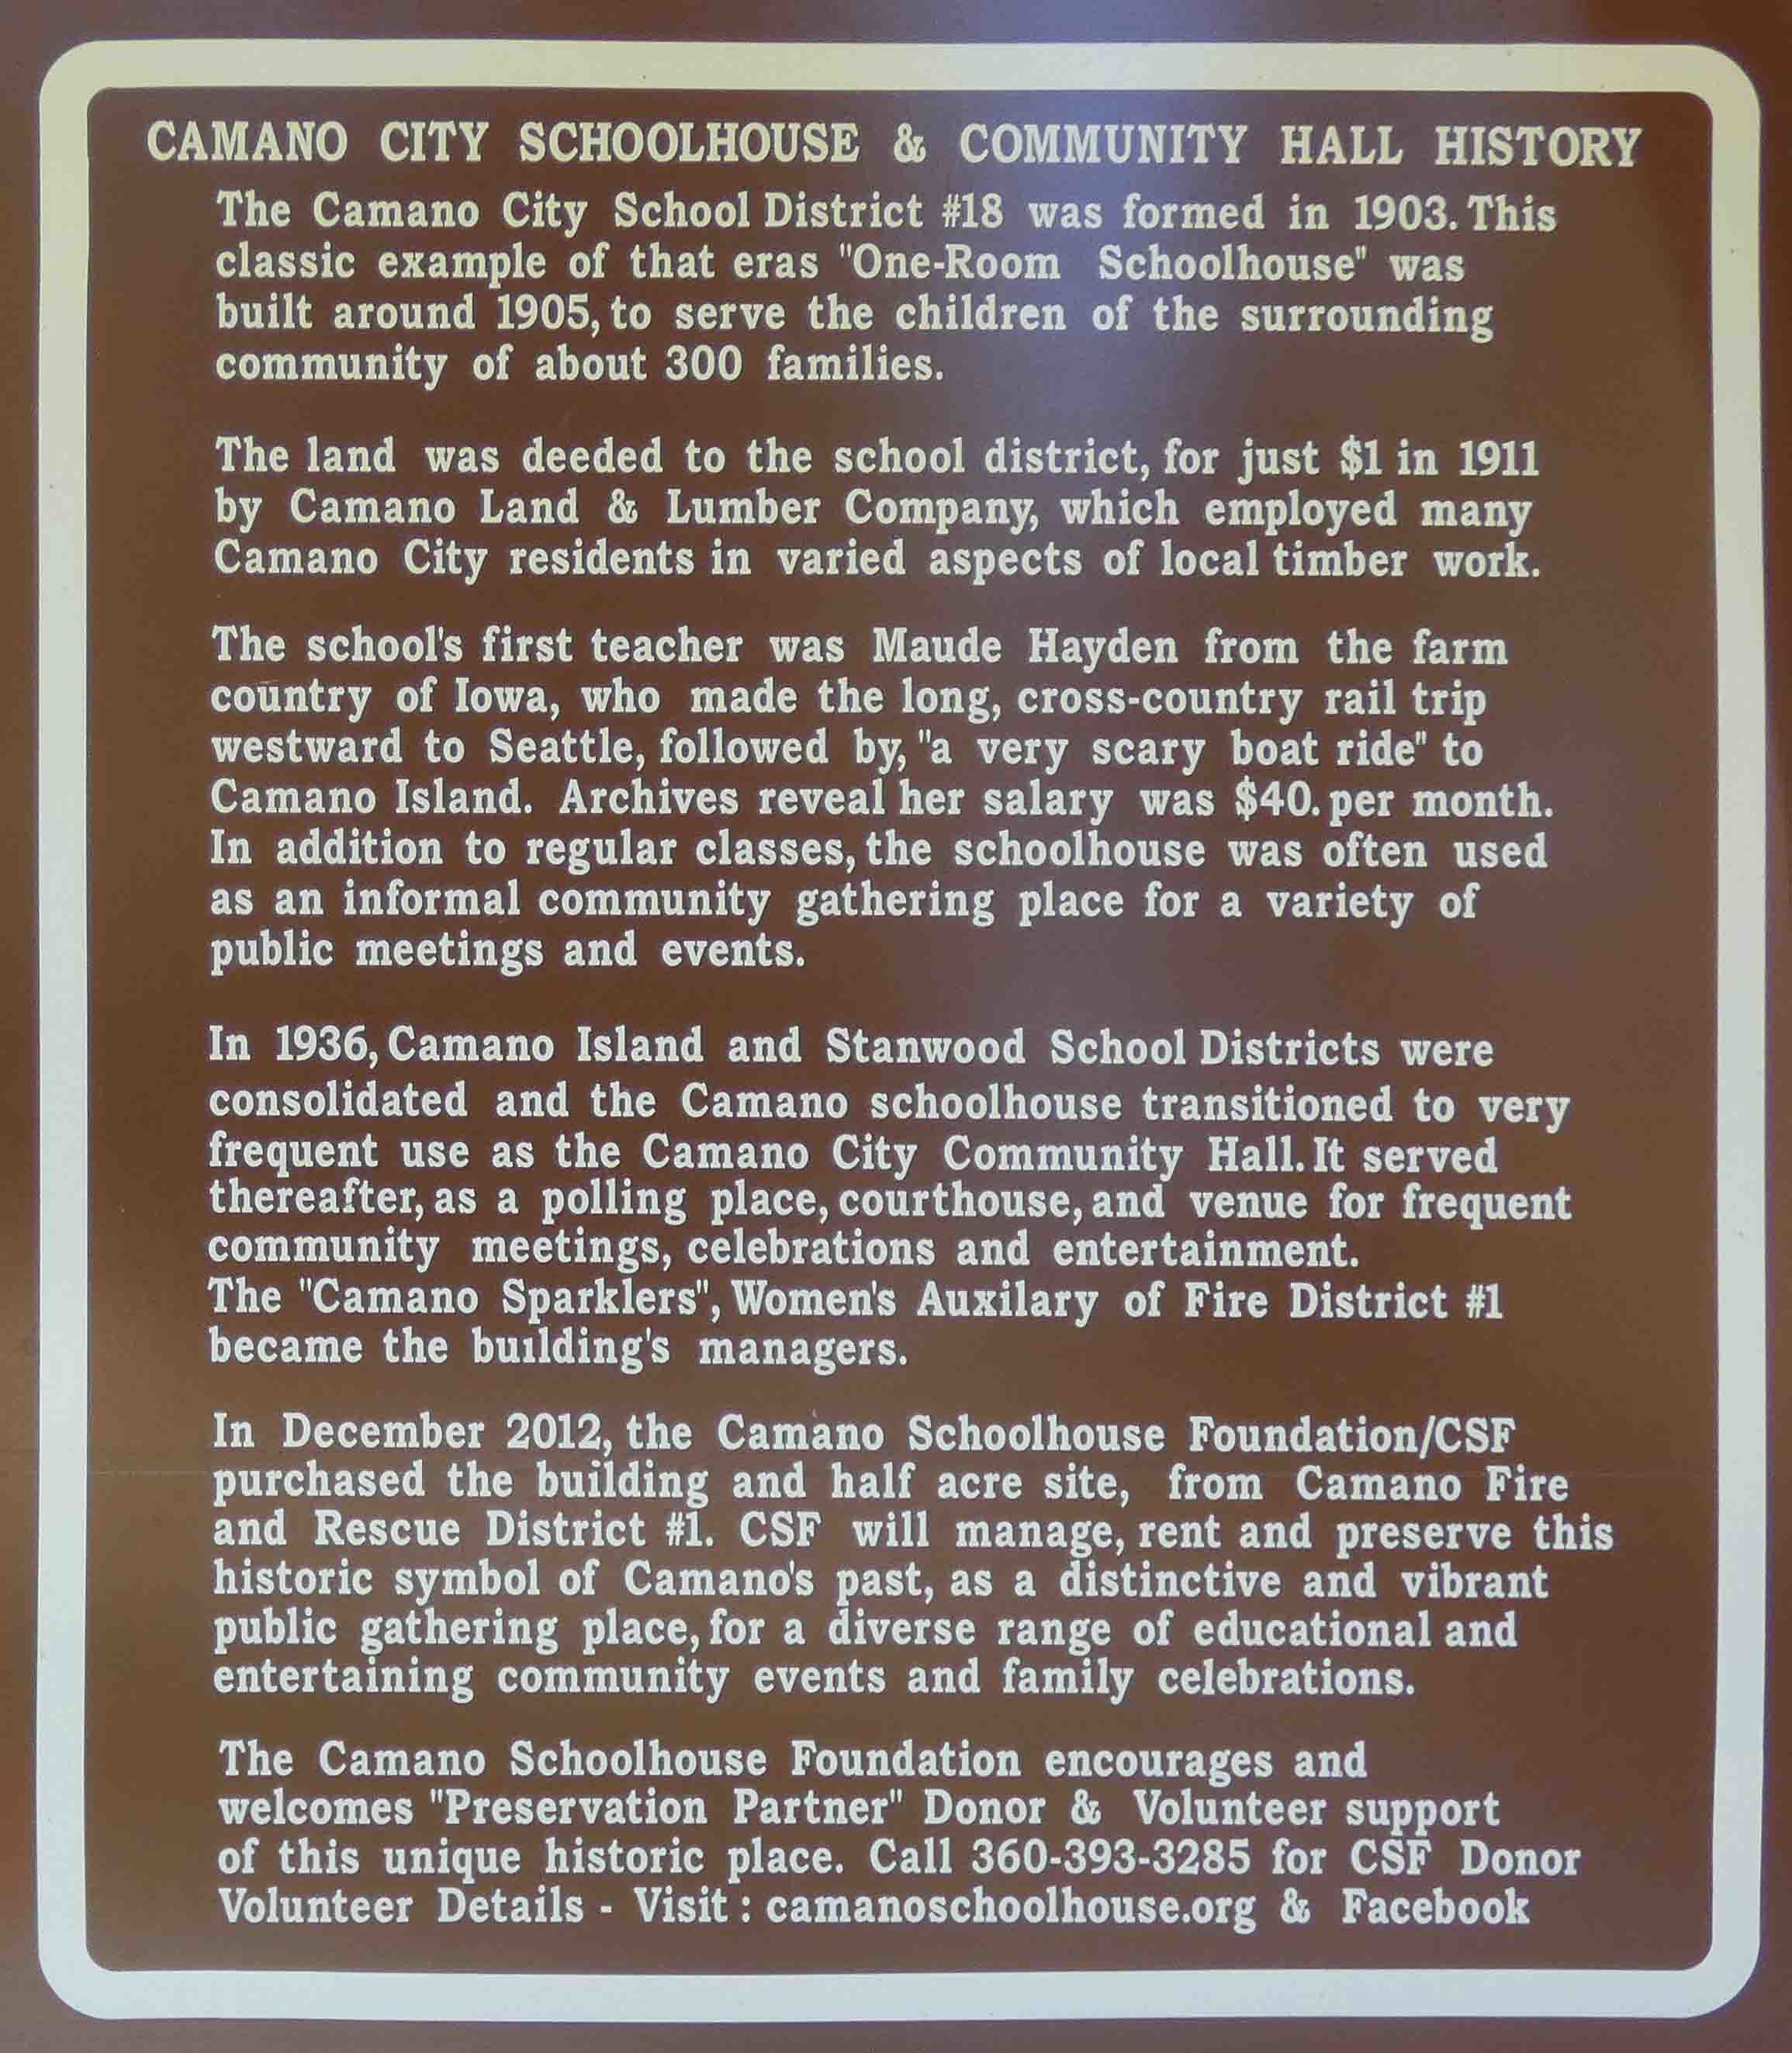 CAMANO CITY SCHOOLHOUSE & COMMUNITY HALL HISTORY
The Camano City School District #18 was formed in 1903. This
classic example of that eras "One-Room Schoolhouse" was
built around 1905, to serve the children of the surrounding
community of about 300 families.
The land was deeded to the school district, for just $1 in 1911
by Camano Land & Lumber Company, which employed many
Camano City residents in varied aspects of local timber work.
The school's first teacher was Maude Hayden from the farm
country of Iowa, who made the long, cross-country rail trip
westward to Seattle, followed by, "a very scary boat ride" to
Camano Island. Archives reveal her salary was $40. per month.
In addition to regular classes, the schoolhouse was often used
as an informal community gathering place for a variety of
public meetings and events.
In 1936, Camano Island and Stanwood School Districts were
consolidated and the Camano schoolhouse transitioned to very
frequent use as the Camano City Community Hall. It served
thereafter, as a polling place, courthouse, and venue for frequent
community meetings, celebrations and entertainment.
The "Camano Sparklers", Women's Auxilary of Fire District #1
became the building's managers.
In December 2012, the Camano Schoolhouse Foundation/CSF
purchased the building and half acre site, from Camano Fire
and Rescue District #1. CSF will manage, rent and preserve this
historic symbol of Camano's past, as a distinctive and vibrant
public gathering place, for a diverse range of educational and
entertaining community events and family celebrations.
The Camano Schoolhouse Foundation encourages and
welcomes "Preservation Partner" Donor & Volunteer support
of this unique historic place. Call 360-393-3285 for CSF Donor
Volunteer Details - Visit : camanoschoolhouse.org & Facebook